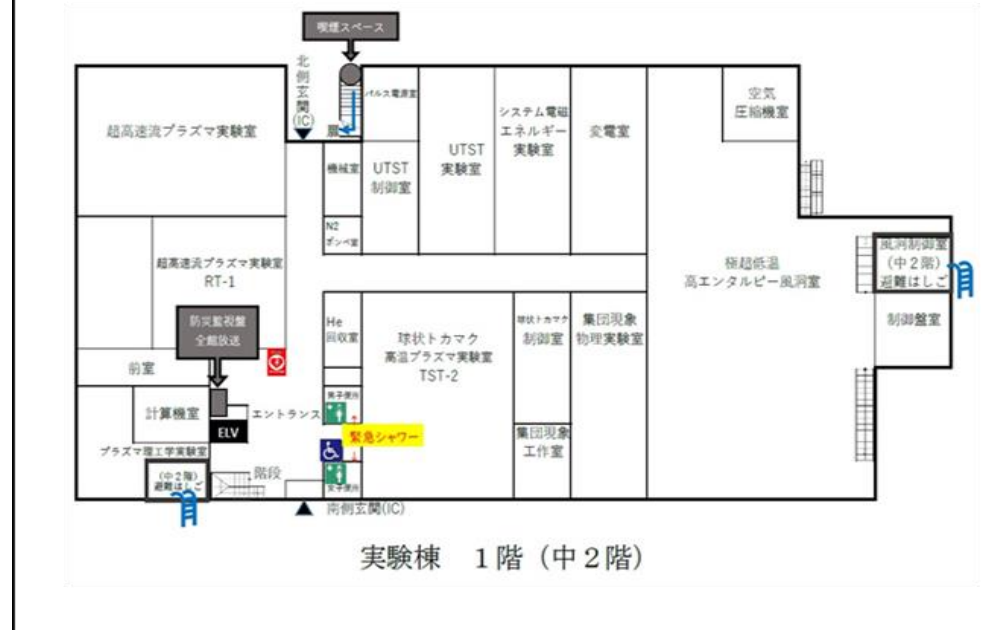 喫煙スペース
北
側
玄
関
(IC)
パルス電源室
空気
圧縮機室
超高速流プラズマ実験室
システム電磁
エネルギー
実験室
変電室
UTST
実験室
機械室
UTST
制御室
N2
ボンベ室
風洞制御室
(中２階)
避難はしご
超高速流プラズマ実験室
RT-1
極超低温
高エンタルピー風洞室
防災監視盤
全館放送
He
回収室
球状トカマク
高温プラズマ実験室
TST-2
球状トカマク
制御室
集団現象
物理実験室
制御盤室
前室
男子便所
計算機室
エントランス
ELV
緊急シャワー
集団現象
工作室
プラズマ理工学実験室
(中２階)
避難はしご
階段
女子便所
南側玄関(IC)
実験棟　１階（中２階）